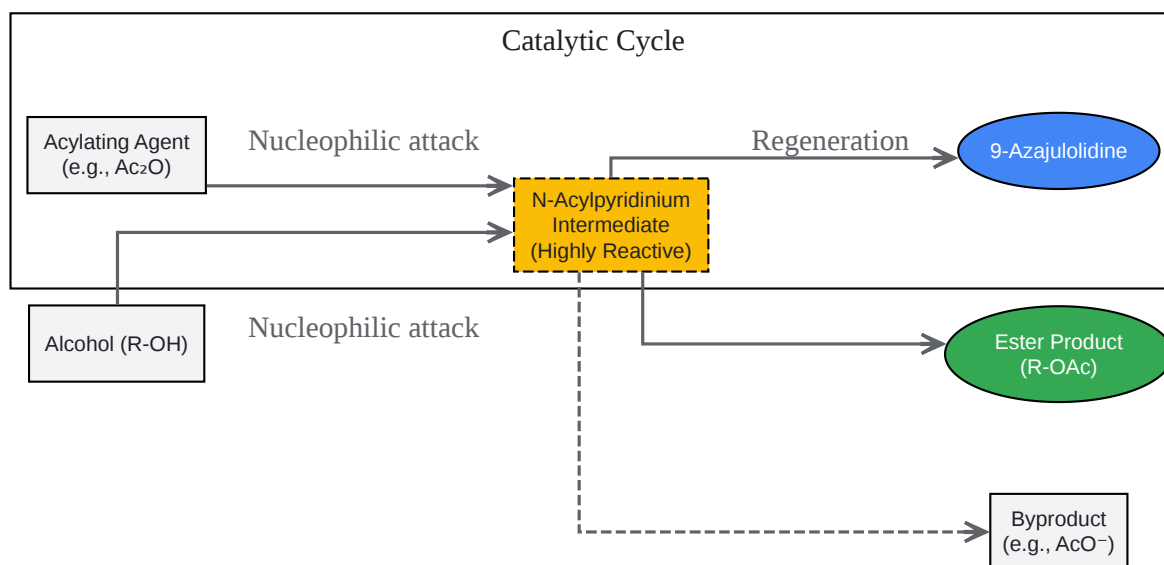 Catalytic Cycle
Acylating Agent
(e.g., Ac₂O)
Nucleophilic attack
Regeneration
9-Azajulolidine
N-Acylpyridinium
Intermediate
(Highly Reactive)
Alcohol (R-OH)
Nucleophilic attack
Ester Product
(R-OAc)
Byproduct
(e.g., AcO⁻)